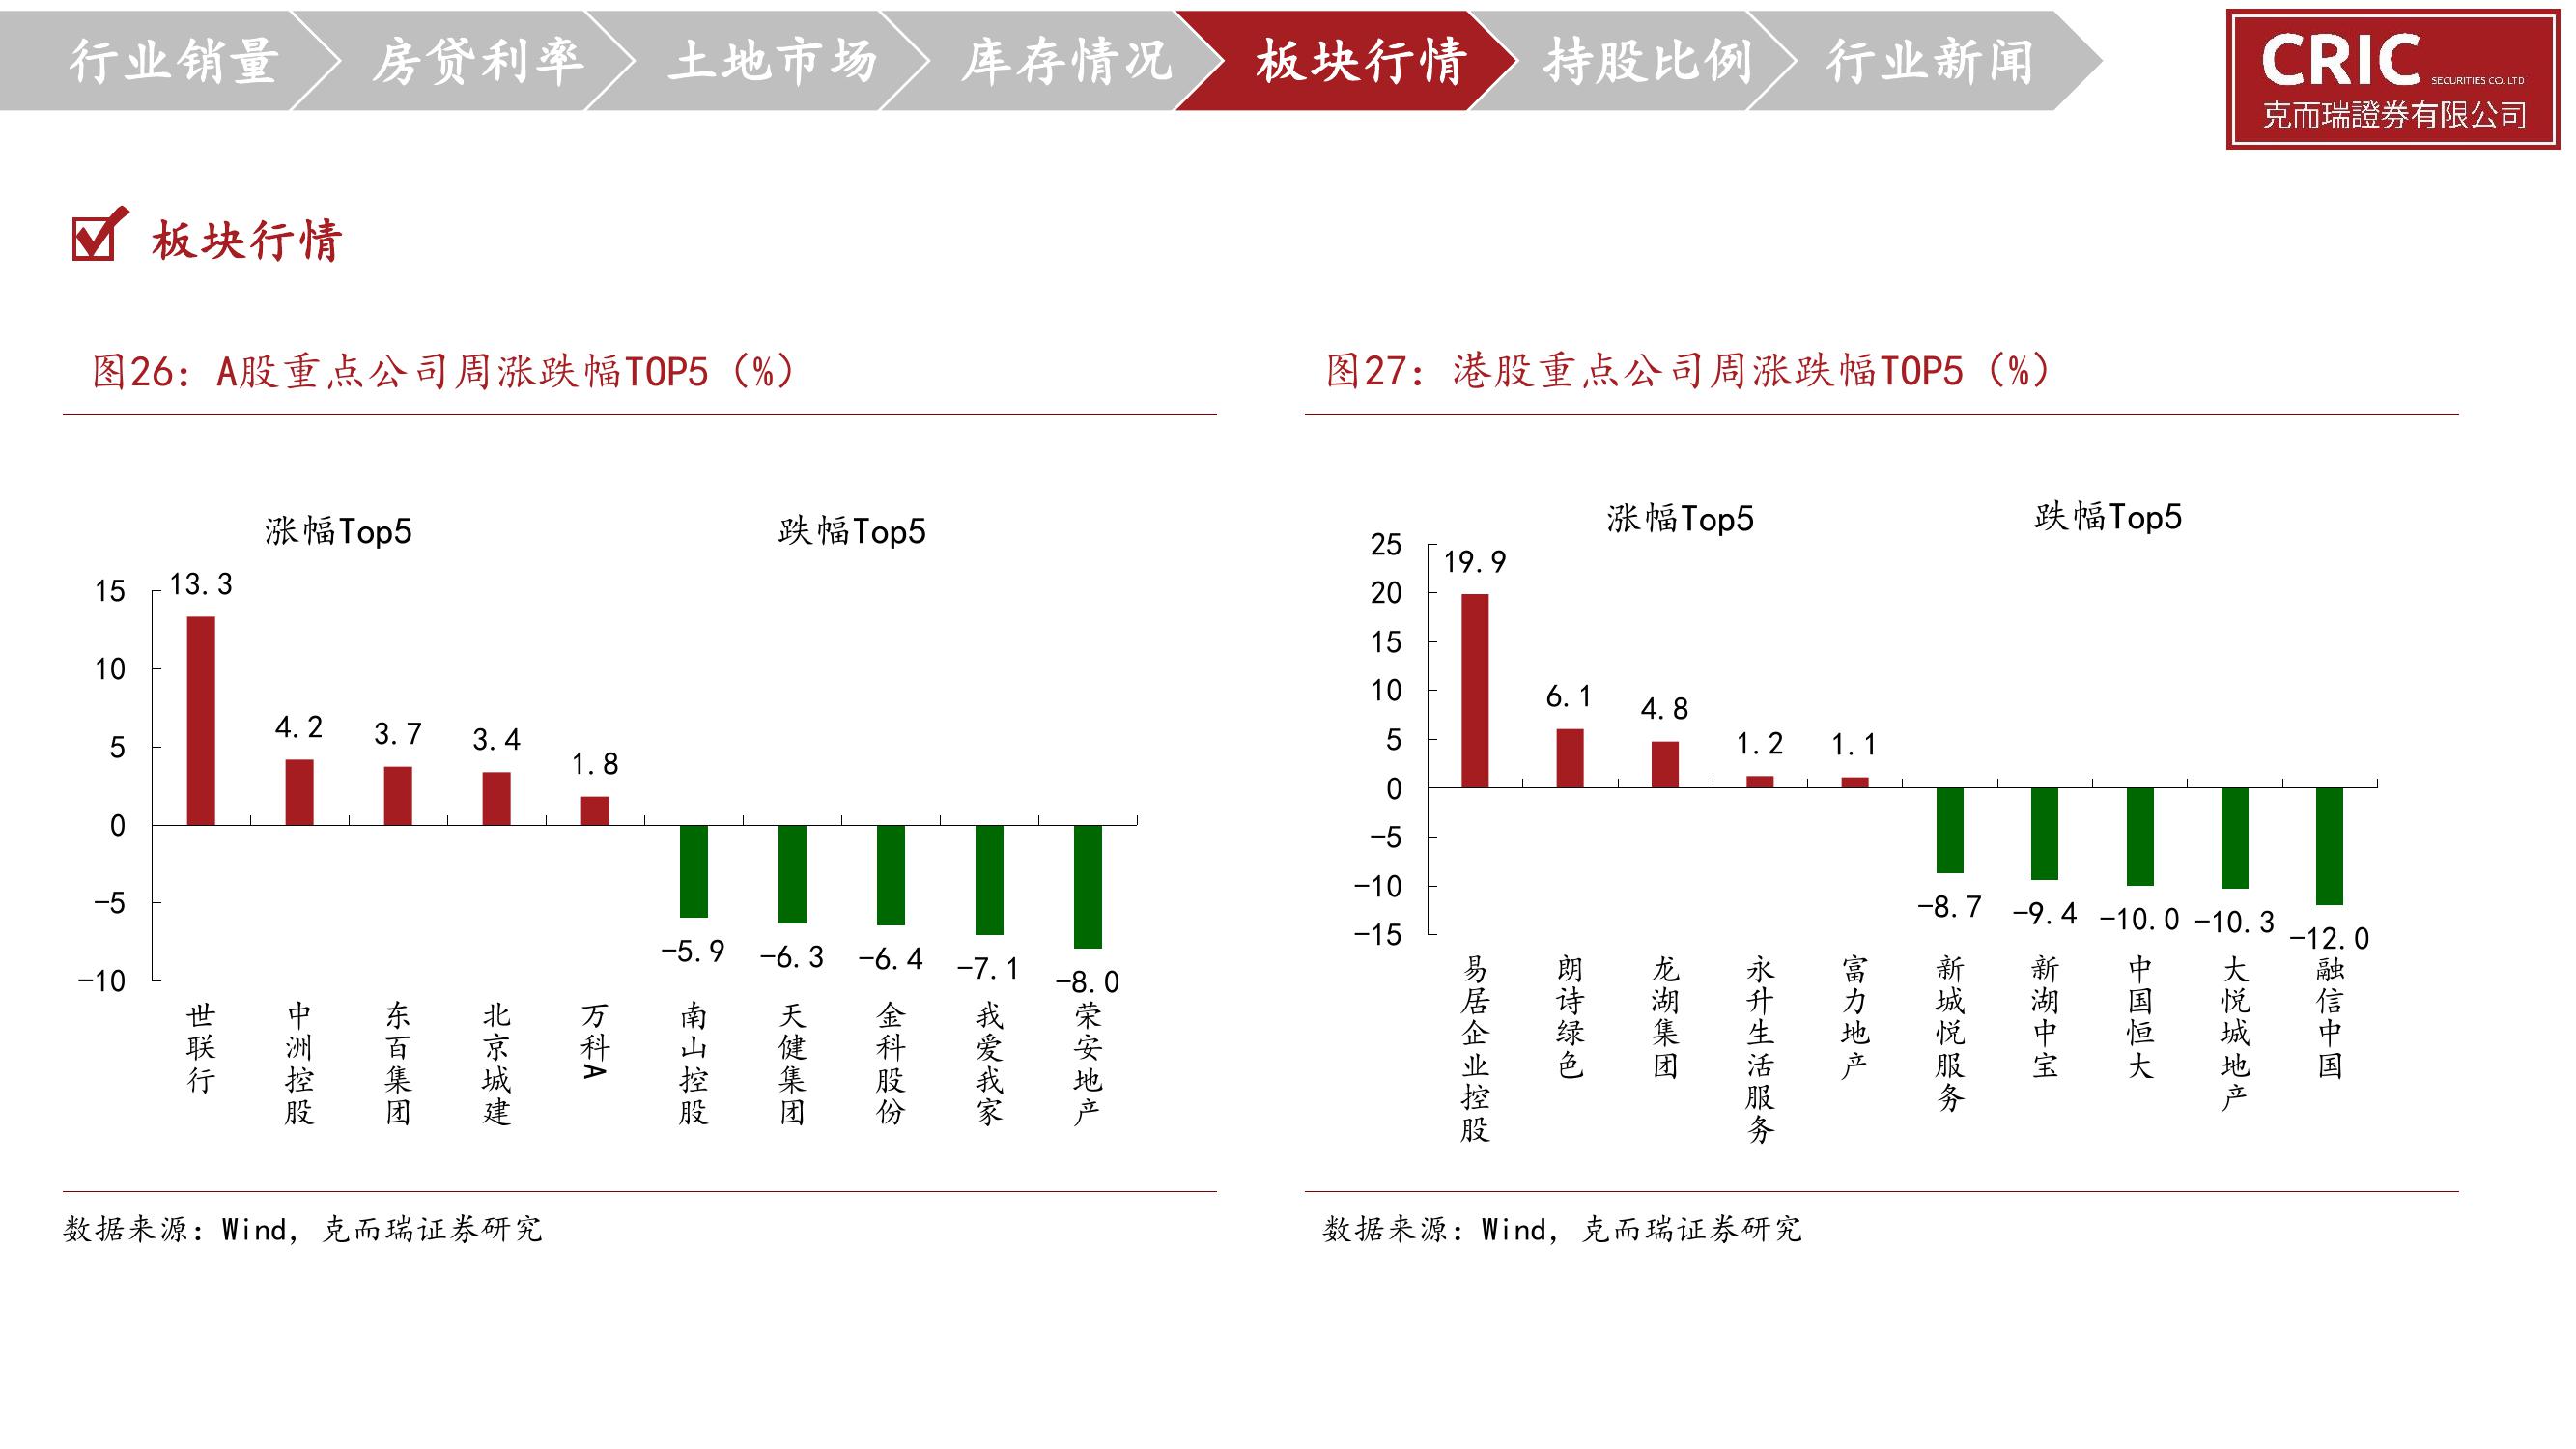 行业销量
房贷利率
土地市场
库存情况
板块行情
持股比例
行业新闻
CRIC SECURITIES CO. LTD
克而瑞證券有限公司
板块行情
图26：A股重点公司周涨跌幅TOP5（%）
涨幅Top5
跌幅Top5
15
10
5
0
-5
-10
13.3
4.2
3.7
3.4
1.8
-5.9
-6.3
-6.4
-7.1
-8.0
世联行
中洲控股
东百集团
北京城建
万科A
南山控股
天健集团
金科股份
我爱我家
荣安地产
数据来源：Wind，克而瑞证券研究
图27：港股重点公司周涨跌幅TOP5（%）
涨幅Top5
跌幅Top5
25
20
15
10
5
0
-5
-10
-15
19.9
6.1
4.8
1.2
1.1
-8.7
-9.4
-10.0
-10.3
-12.0
易居企业控股
朗诗绿色
龙湖集团
永升生活服务
富力地产
新城悦服务
新湖中宝
中国恒大
大悦城地产
融信中国
数据来源：Wind，克而瑞证券研究